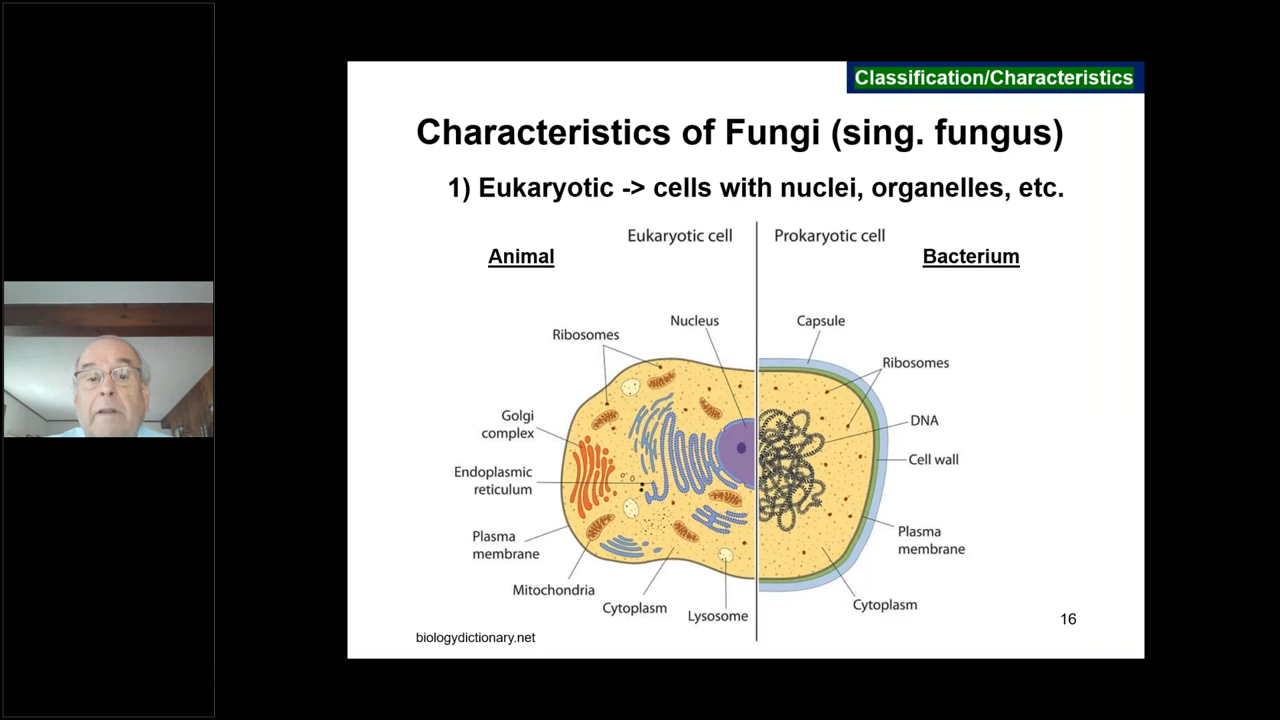 Classification/Characteristics
Characteristics of Fungi (sing. fungus)
1) Eukaryotic -> cells with nuclei, organelles, etc.
Eukaryotic cell
Prokaryotic cell
Animal
Bacterium
Nucleus
Capsule
Ribosomes
Ribosomes
Golgi
complex
DNA
Cell wall
Endoplasmic
reticulum
Plasma
membrane
Plasma
membrane
Mitochondria
Cytoplasm
Lysosome
Cytoplasm
16
biologydictionary.net